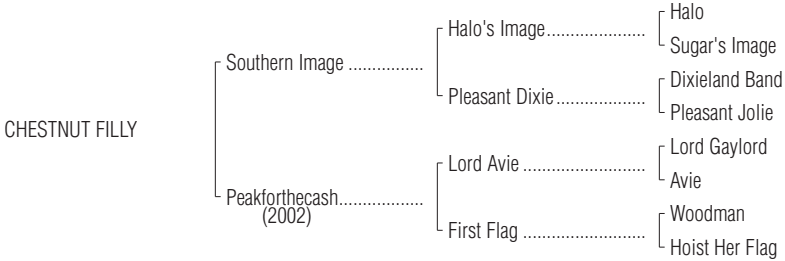 Halo
Halo's Image......................
Sugar's Image
Southern Image ................
Dixieland Band
Pleasant Dixie...................
Pleasant Jolie
CHESTNUT FILLY
Lord Gaylord
Lord Avie ..........................
Avie
Peakforthecash..................
(2002)
Woodman
First Flag ..........................
Hoist Her Flag